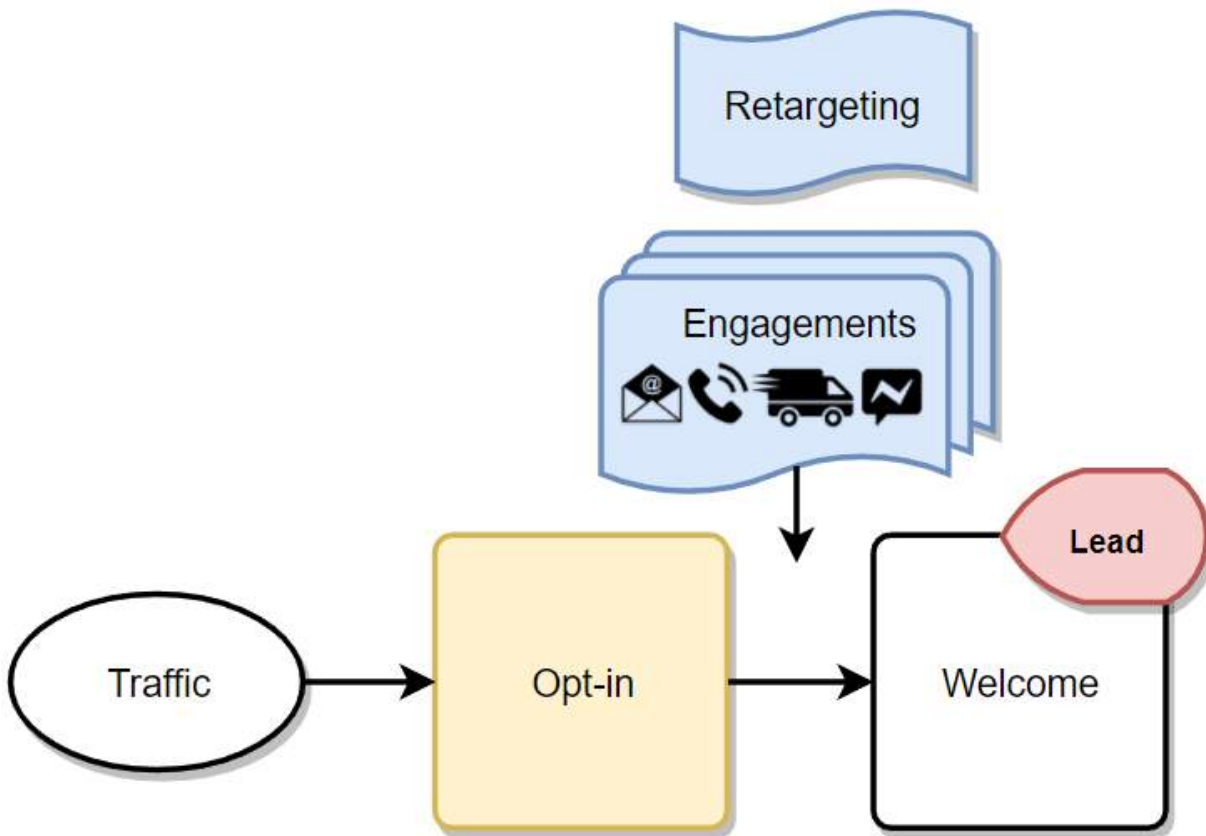 Retargeting
Engagements
@
Lead
Traffic
Opt-in
Welcome